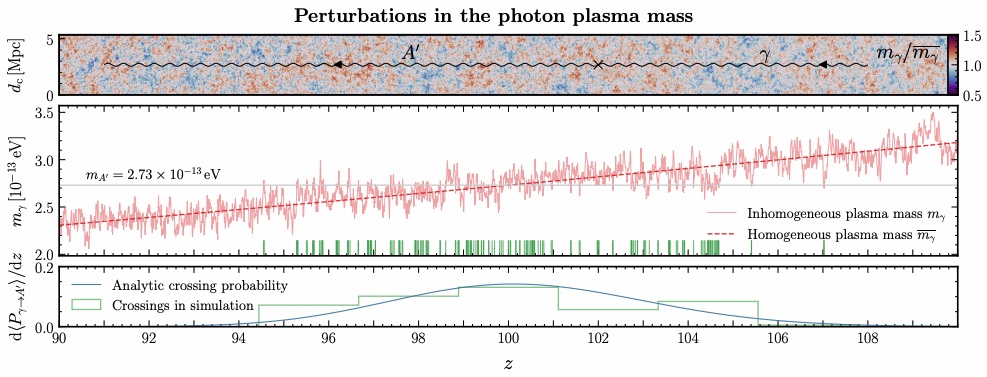 Perturbations in the photon plasma mass
d_c [Mpc]
5
0
A′
γ
m_γ/\overline{m_γ}
1.5
1.0
0.5
m_γ [10⁻¹³ eV]
3.5
3.0
2.5
2.0
m_{A′} = 2.73 × 10⁻¹³ eV
Inhomogeneous plasma mass m_γ
Homogeneous plasma mass \overline{m_γ}
d⟨P_{γ→A′}⟩/dz
0.2
0.0
Analytic crossing probability
Crossings in simulation
90 92 94 96 98 100 102 104 106 108
z